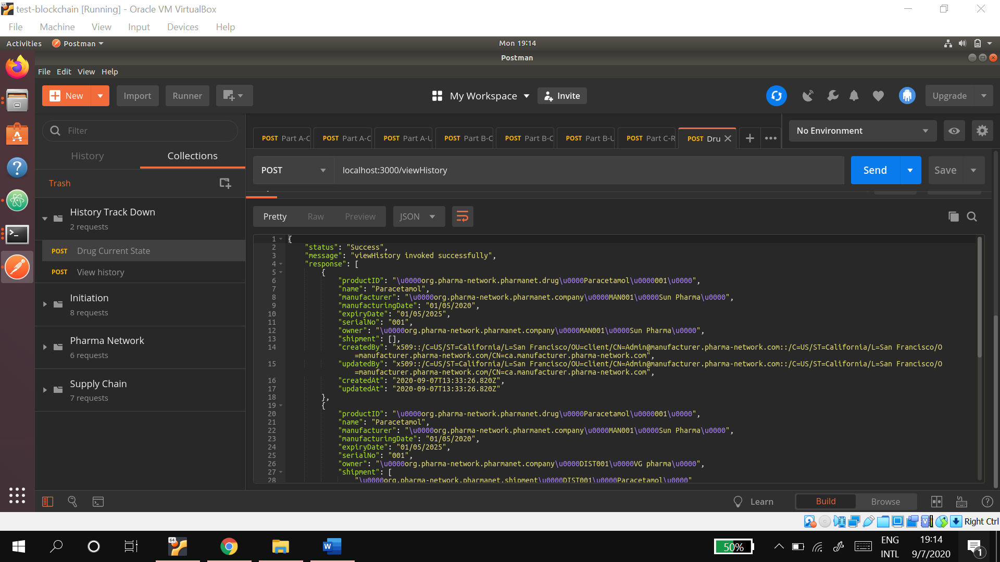 test-blockchain [Running] - Oracle VM VirtualBox
File Machine View Input Devices Help
Activities Postman Mon 19:14
Postman
File Edit View Help
New Import Runner My Workspace Invite Upgrade
Filter
History Collections
Trash
History Track Down
2 requests
POST Drug Current State
POST View history
Initiation
8 requests
Pharma Network
6 requests
Supply Chain
7 requests
POST Part A-C POST Part A-C POST Part A-U POST Part B-C POST Part B-C POST Part B-U POST Part C-R POST Dru
No Environment
POST localhost:3000/viewHistory Send Save
Pretty Raw Preview JSON
1 {
2 "status": "Success",
3 "message": "viewHistory invoked successfully",
4 "response": [
5 {
6 "productID": "\u0000org.pharma-network.pharmanet.drug\u0000Paracetamol\u0000001\u0000",
7 "name": "Paracetamol",
8 "manufacturer": "\u0000org.pharma-network.pharmanet.company\u0000MAN001\u0000Sun Pharma\u0000",
9 "manufacturingDate": "01/05/2020",
10 "expiryDate": "01/05/2025",
11 "serialNo": "001",
12 "owner": "\u0000org.pharma-network.pharmanet.company\u0000MAN001\u0000Sun Pharma\u0000",
13 "shipment": [],
14 "createdBy": "x509::/C=US/ST=California/L=San Francisco/OU=client/CN=Admin@manufacturer.pharma-network.com::/C=US/ST=California/L=San Francisco/O
=manufacturer.pharma-network.com/CN=ca.manufacturer.pharma-network.com",
15 "updatedBy": "x509::/C=US/ST=California/L=San Francisco/OU=client/CN=Admin@manufacturer.pharma-network.com::/C=US/ST=California/L=San Francisco/O
=manufacturer.pharma-network.com/CN=ca.manufacturer.pharma-network.com",
16 "createdAt": "2020-09-07T13:33:26.820Z",
17 "updatedAt": "2020-09-07T13:33:26.820Z"
18 },
19 {
20 "productID": "\u0000org.pharma-network.pharmanet.drug\u0000Paracetamol\u0000001\u0000",
21 "name": "Paracetamol",
22 "manufacturer": "\u0000org.pharma-network.pharmanet.company\u0000MAN001\u0000Sun Pharma\u0000",
23 "manufacturingDate": "01/05/2020",
24 "expiryDate": "01/05/2025",
25 "serialNo": "001",
26 "owner": "\u0000org.pharma-network.pharmanet.company\u0000DIST001\u0000VG pharma\u0000",
27 "shipment": [
28 "\u0000org.pharma-network.pharmanet.shipment\u0000DIST001\u0000Paracetamol\u0000"
Learn Build Browse
Right Ctrl
50% ENG 19:14
INTL 9/7/2020 1